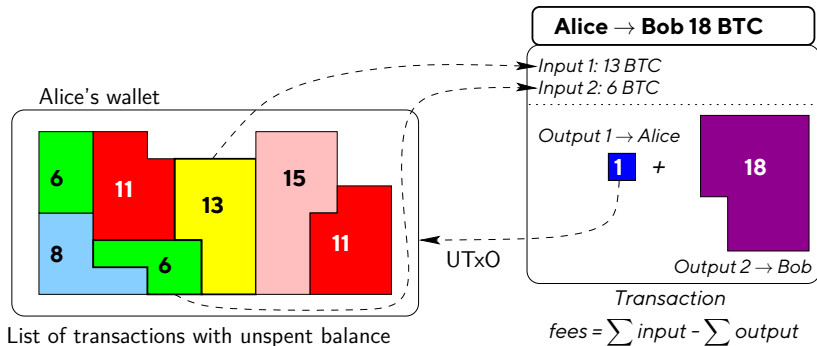 Alice → Bob 18 BTC
Input 1: 13 BTC
Input 2: 6 BTC
Alice's wallet
Output 1 → Alice
6
11
13
15
8
6
11
1
+
18
UTxO
Output 2 → Bob
Transaction
List of transactions with unspent balance
fees = ∑ input - ∑ output